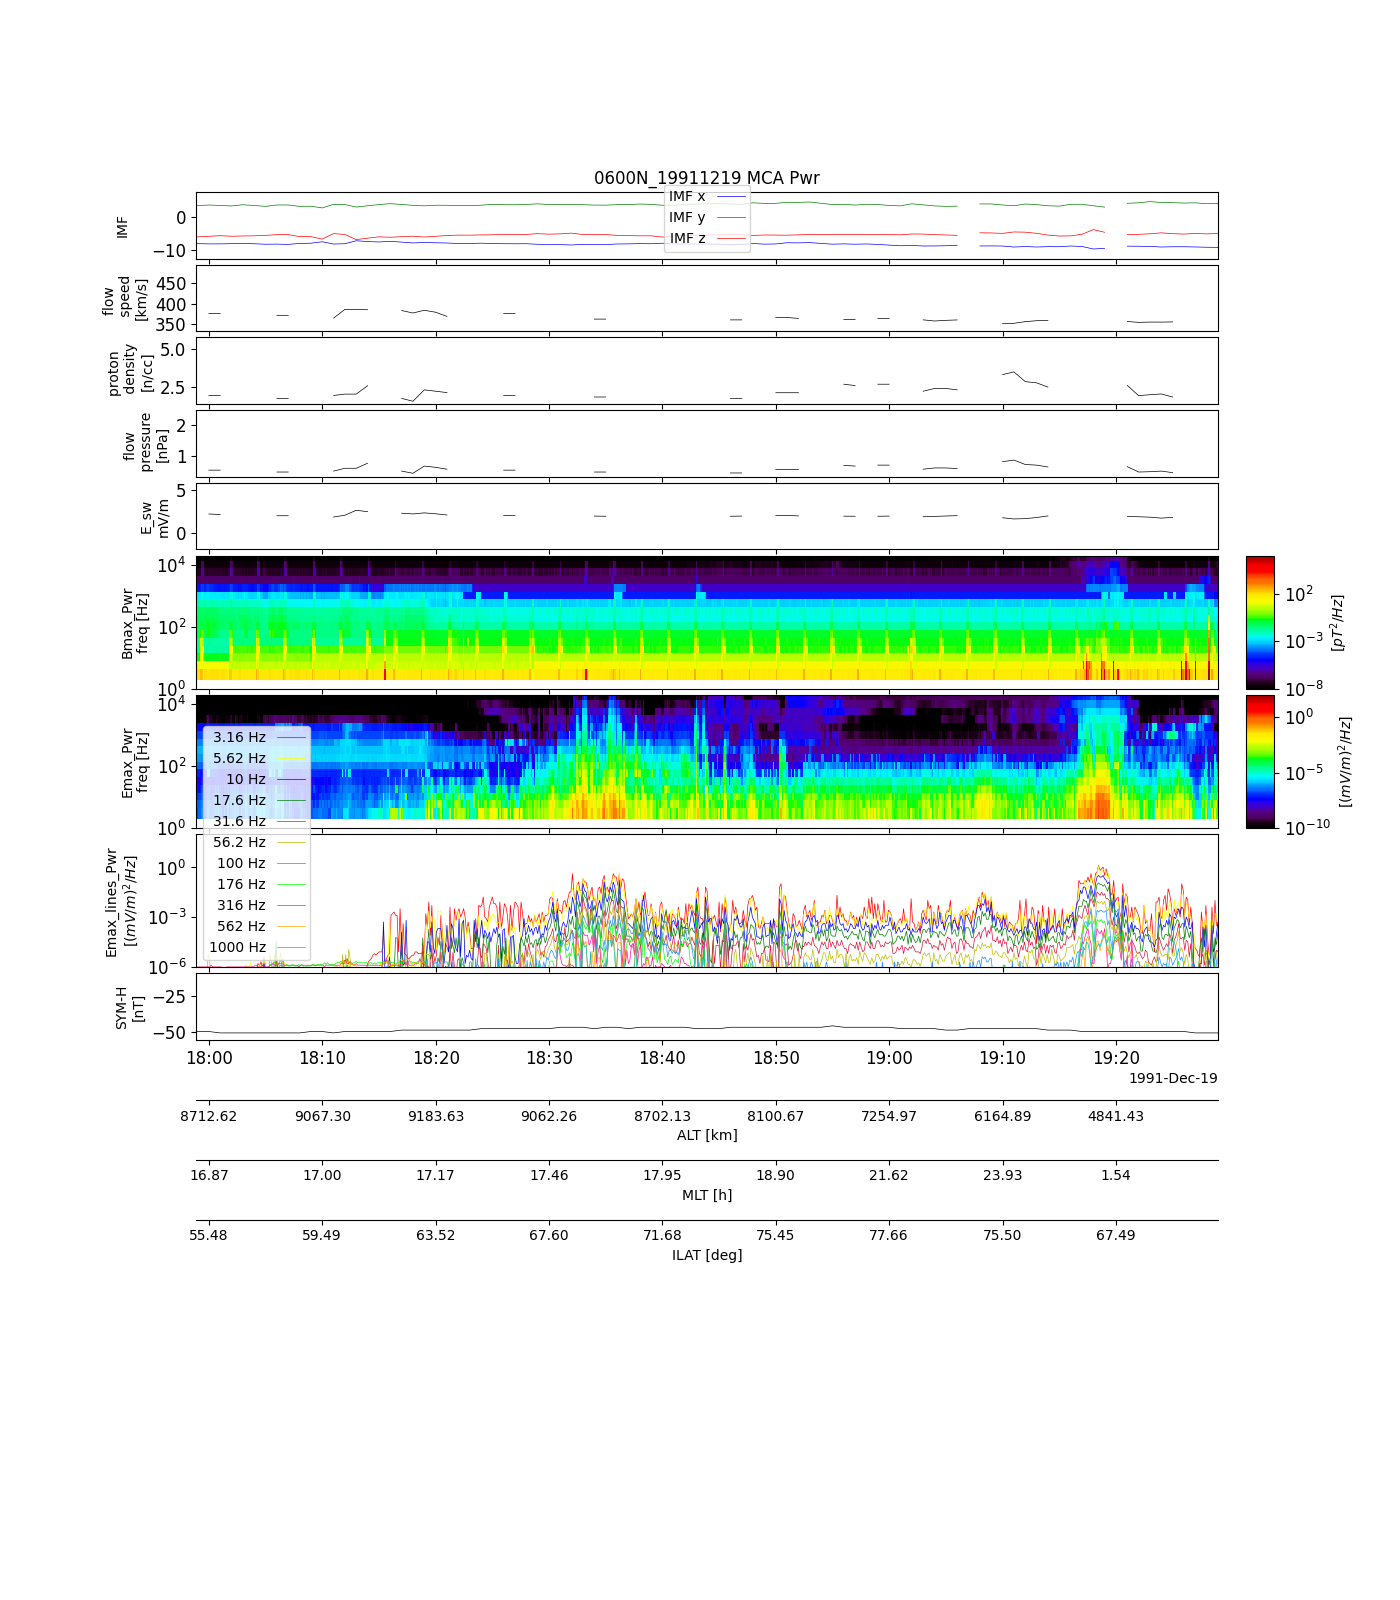 0600N_19911219 MCA Pwr
IMF
0
−10
IMF x
IMF y
IMF z
flow
speed
[km/s]
450
400
350
proton
density
[n/cc]
5.0
2.5
flow
pressure
[nPa]
2
1
E_sw
mV/m
5
0
Bmax_Pwr
freq [Hz]
10^4
10^2
10^0
10^2
10^−3
10^−8
[pT^2/Hz]
Emax_Pwr
freq [Hz]
10^4
10^2
10^0
10^0
10^−5
10^−10
[(mV/m)^2/Hz]
3.16 Hz
5.62 Hz
10 Hz
17.6 Hz
31.6 Hz
56.2 Hz
100 Hz
176 Hz
316 Hz
562 Hz
1000 Hz
Emax_lines_Pwr
[(mV/m)^2/Hz]
10^0
10^−3
10^−6
SYM-H
[nT]
−25
−50
18:00 18:10 18:20 18:30 18:40 18:50 19:00 19:10 19:20
1991-Dec-19
8712.62 9067.30 9183.63 9062.26 8702.13 8100.67 7254.97 6164.89 4841.43
ALT [km]
16.87 17.00 17.17 17.46 17.95 18.90 21.62 23.93 1.54
MLT [h]
55.48 59.49 63.52 67.60 71.68 75.45 77.66 75.50 67.49
ILAT [deg]